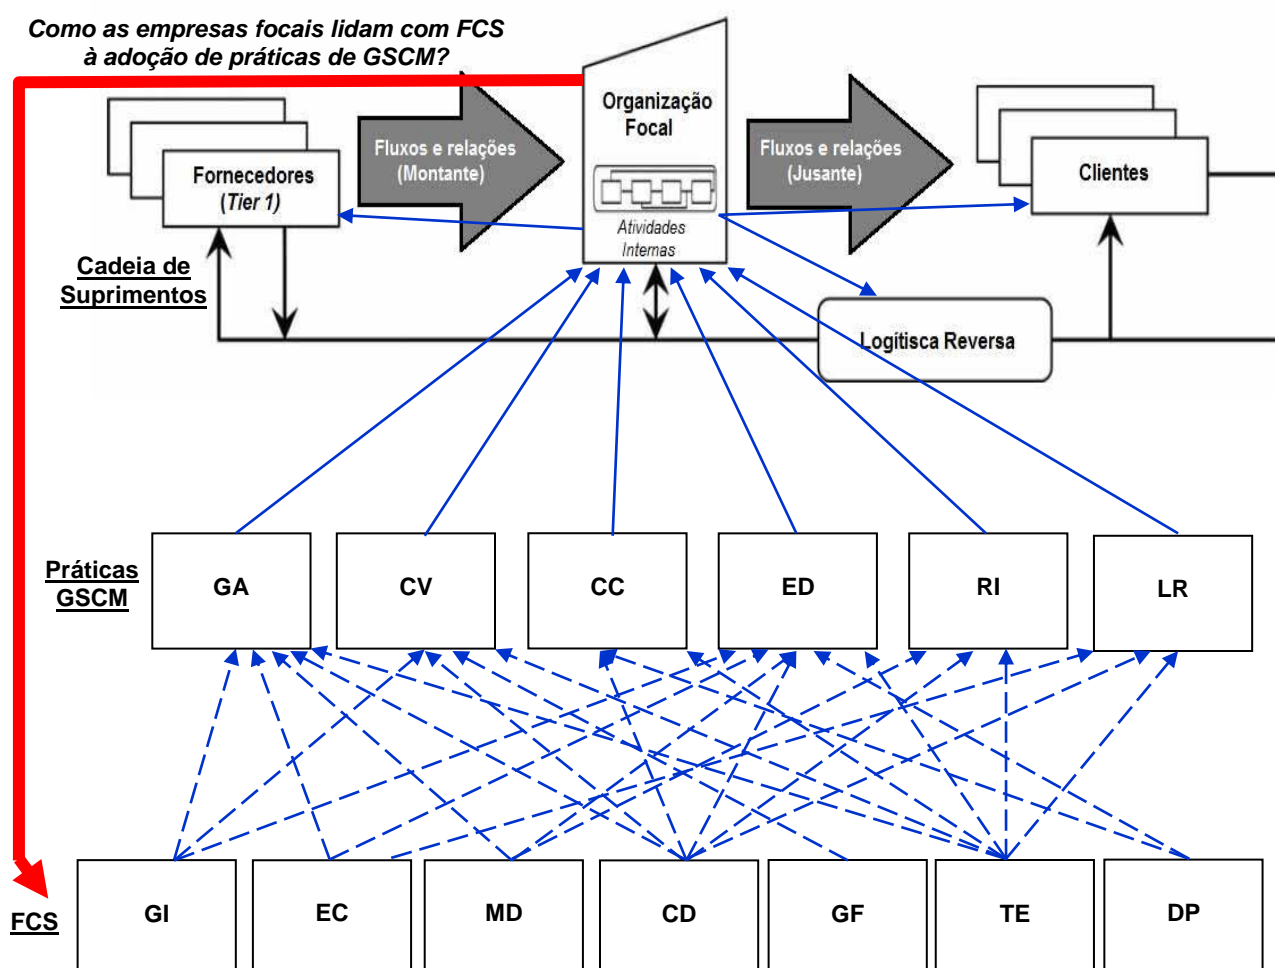 Como as empresas focais lidam com FCS
à adoção de práticas de GSCM?
Organização
Focal
Fluxos e relações
(Montante)
Fluxos e relações
(Jusante)
Fornecedores
(Tier 1)
Clientes
Atividades
Internas
Cadeia de
Suprimentos
Logítisca Reversa
Práticas
GSCM
GA
CV
CC
ED
RI
LR
FCS
GI
EC
MD
CD
GF
TE
DP